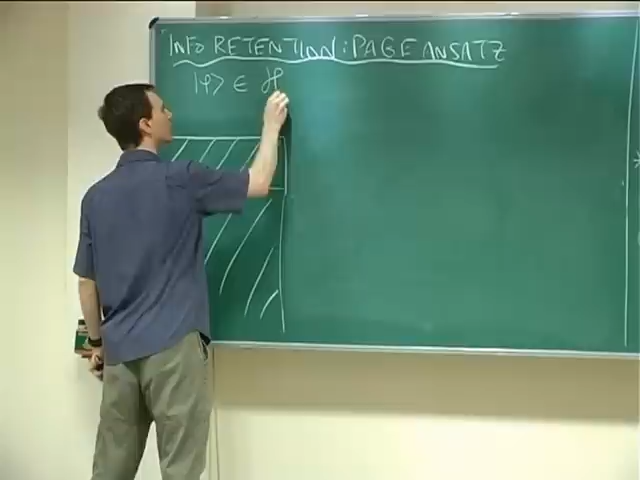 INFO RETENTION: PAGE ANSATZ
|ψ> ∈ ℋ